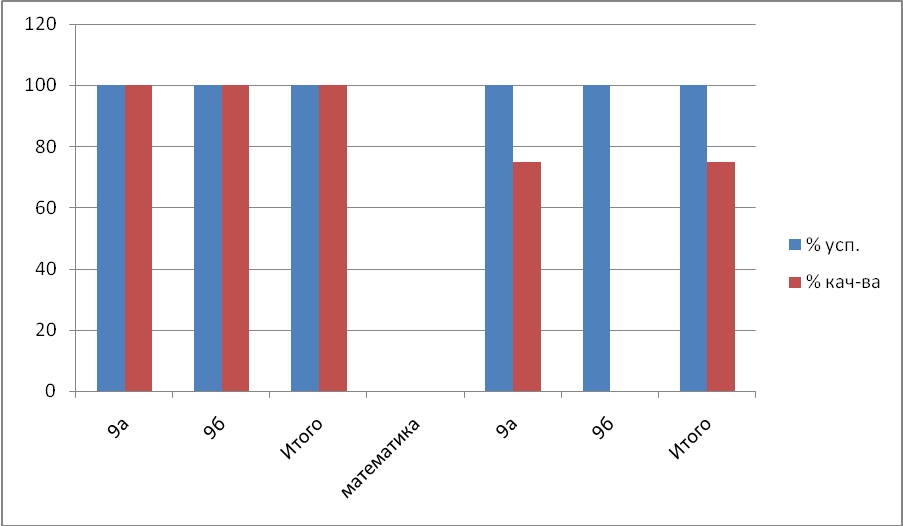 120
100
80
60
40
20
0
9а
9б
Итого
математика
9а
9б
Итого
% усп.
% кач-ва